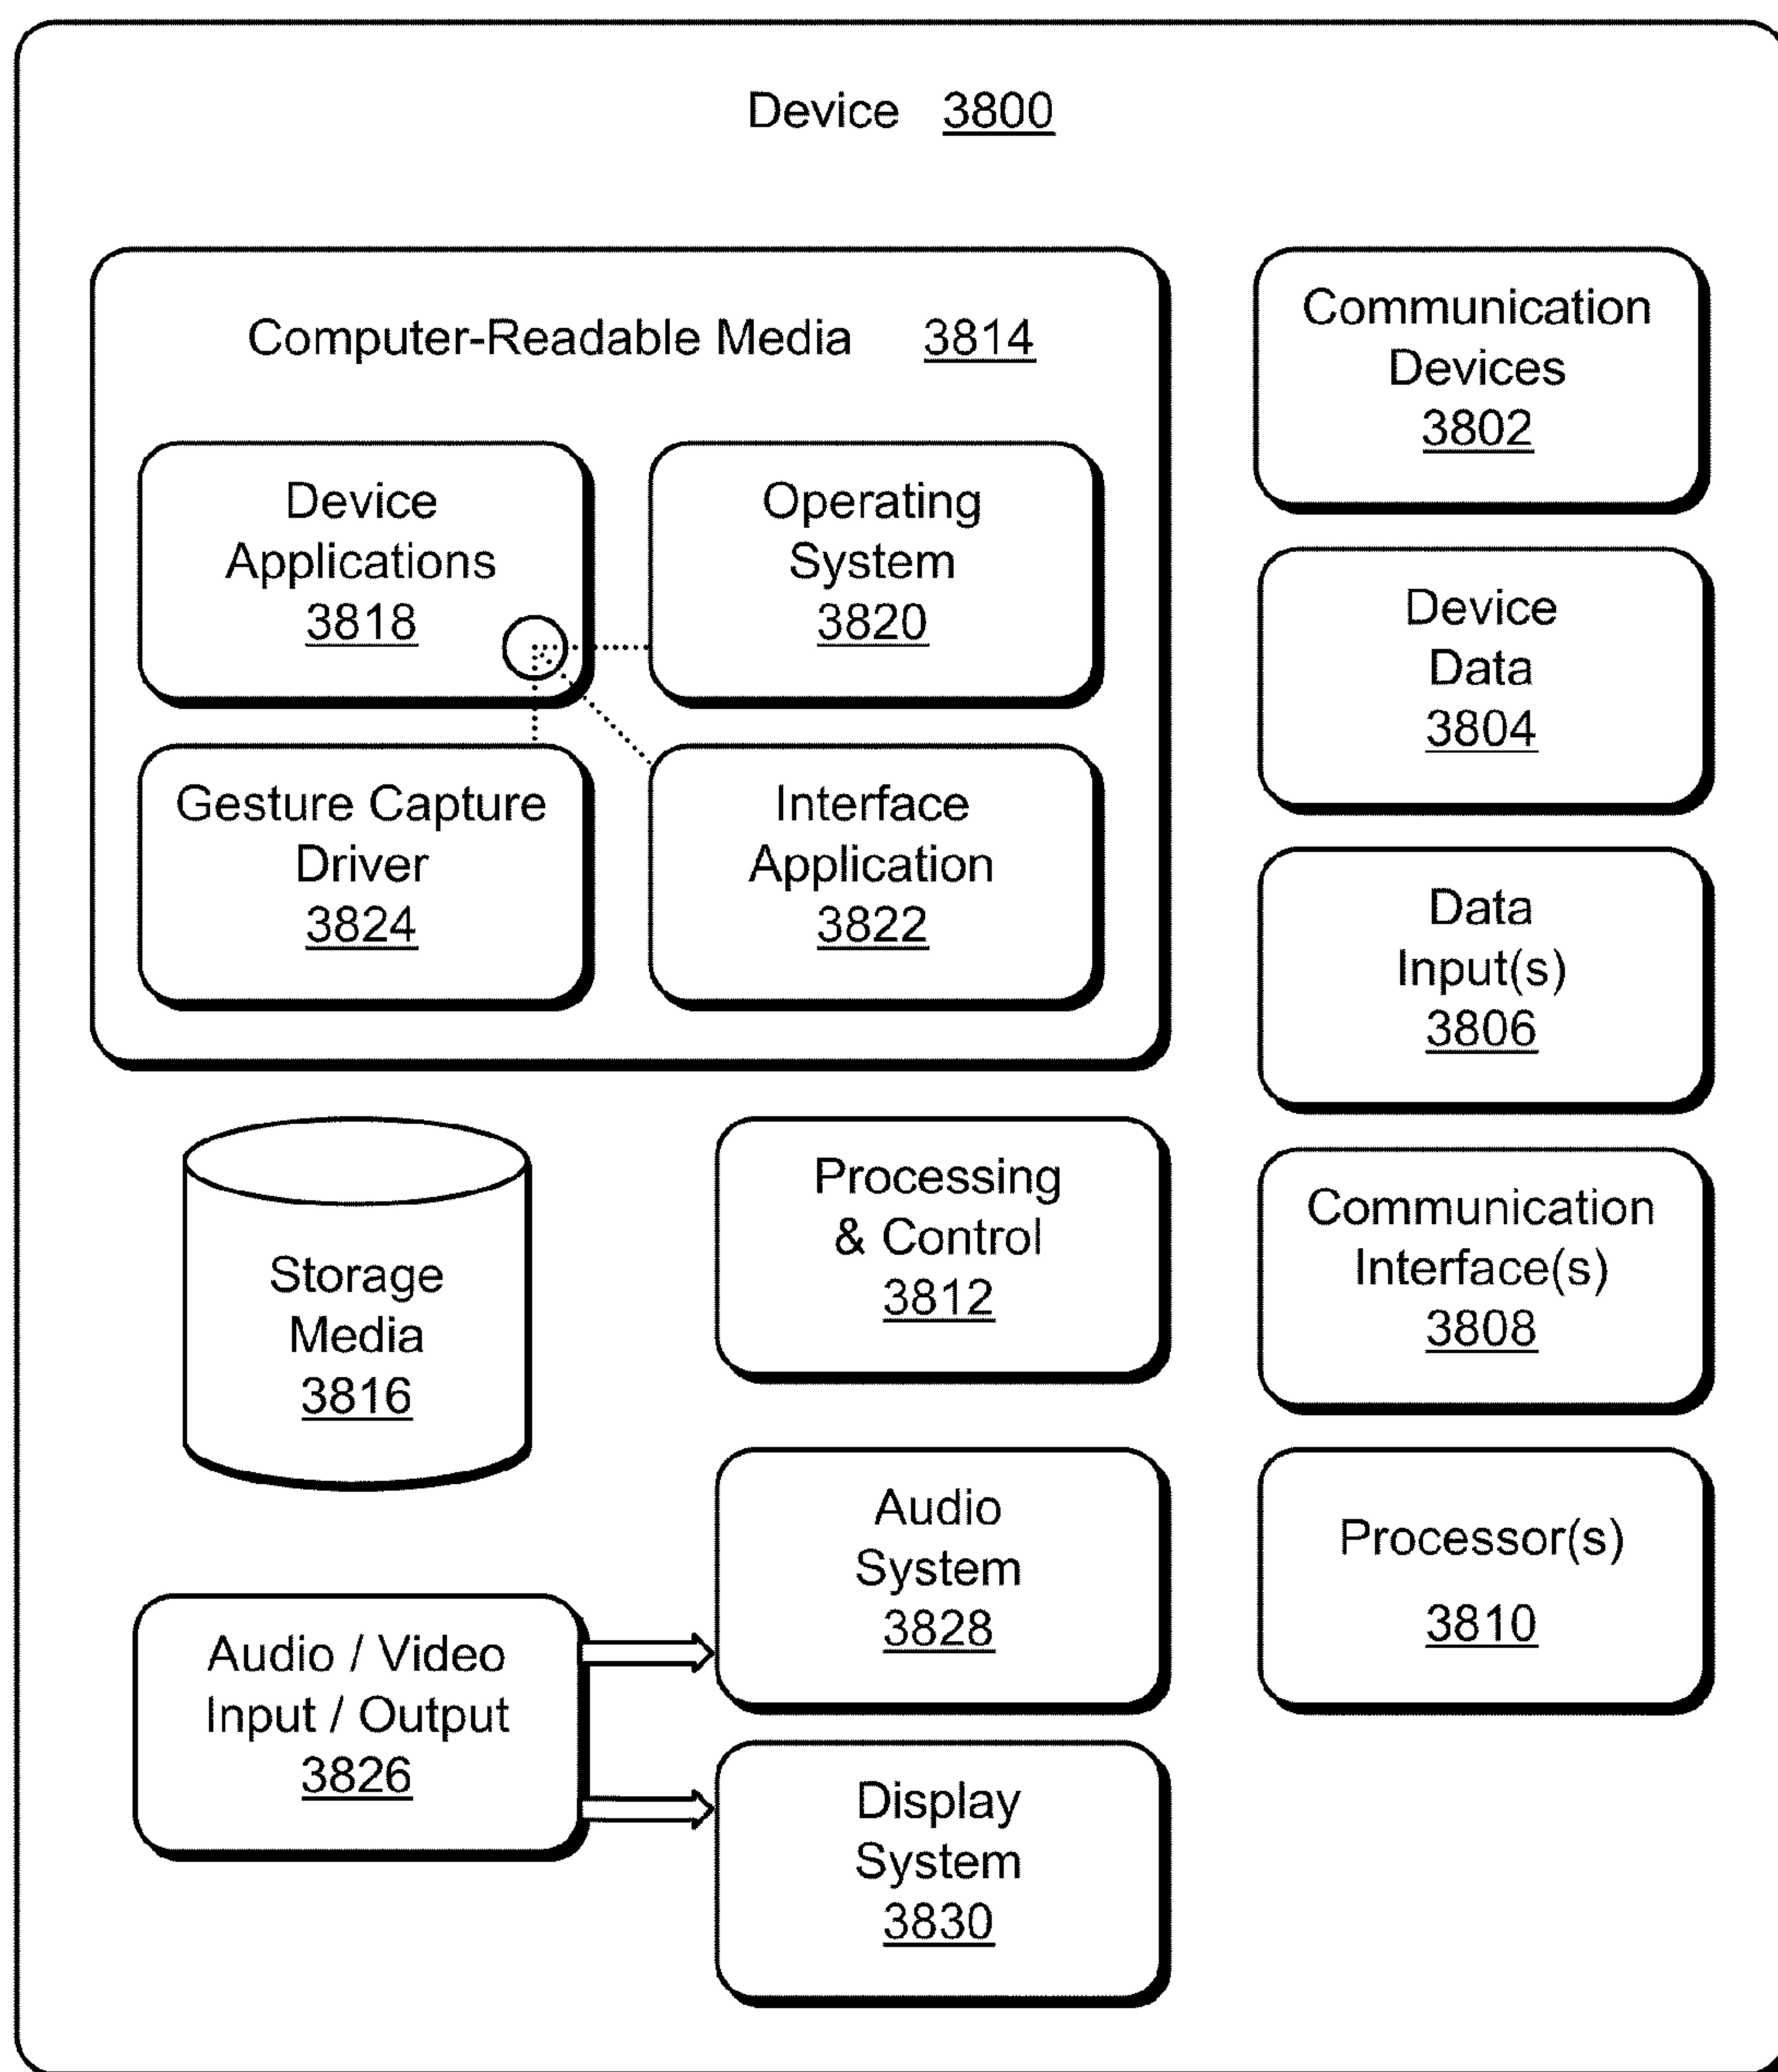 Device 3800
Computer-Readable Media 3814
Device
Applications
3818
Operating
System
3820
Gesture Capture
Driver
3824
Interface
Application
3822
Storage
Media
3816
Processing
& Control
3812
Audio / Video
Input / Output
3826
Audio
System
3828
Display
System
3830
Communication
Devices
3802
Device
Data
3804
Data
Input(s)
3806
Communication
Interface(s)
3808
Processor(s)
3810